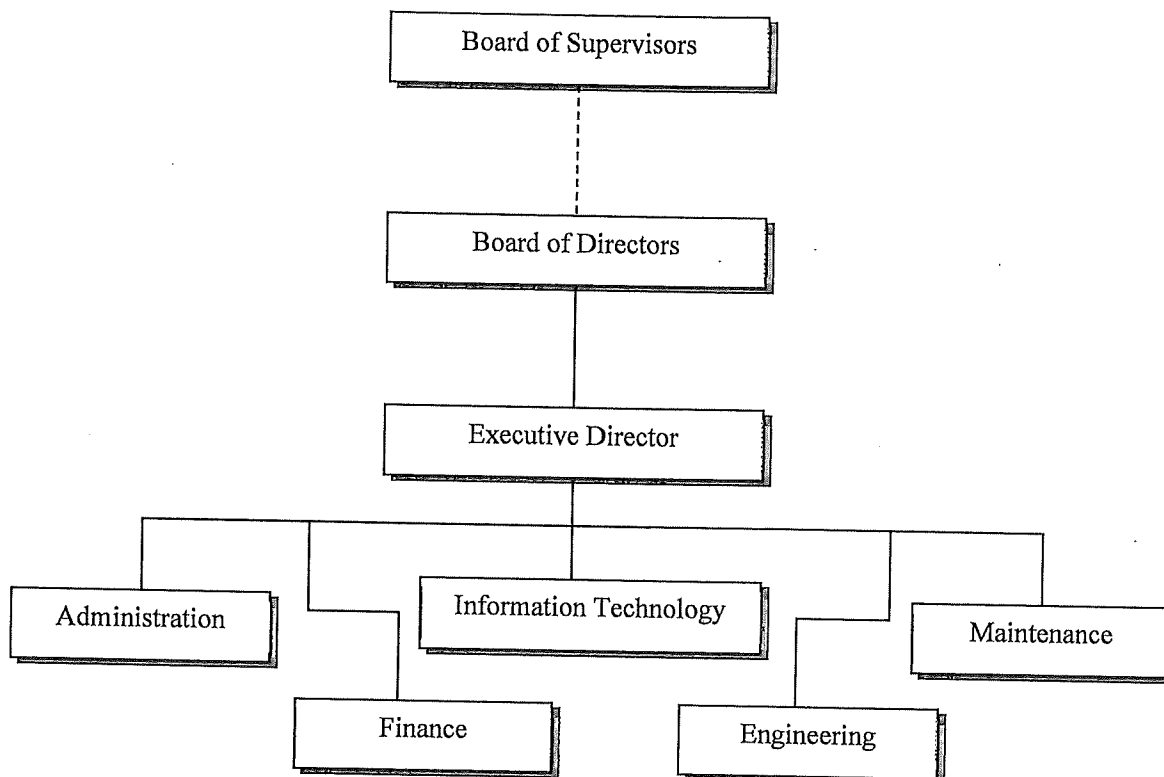 Board of Supervisors
Board of Directors
Executive Director
Administration
Information Technology
Maintenance
Finance
Engineering